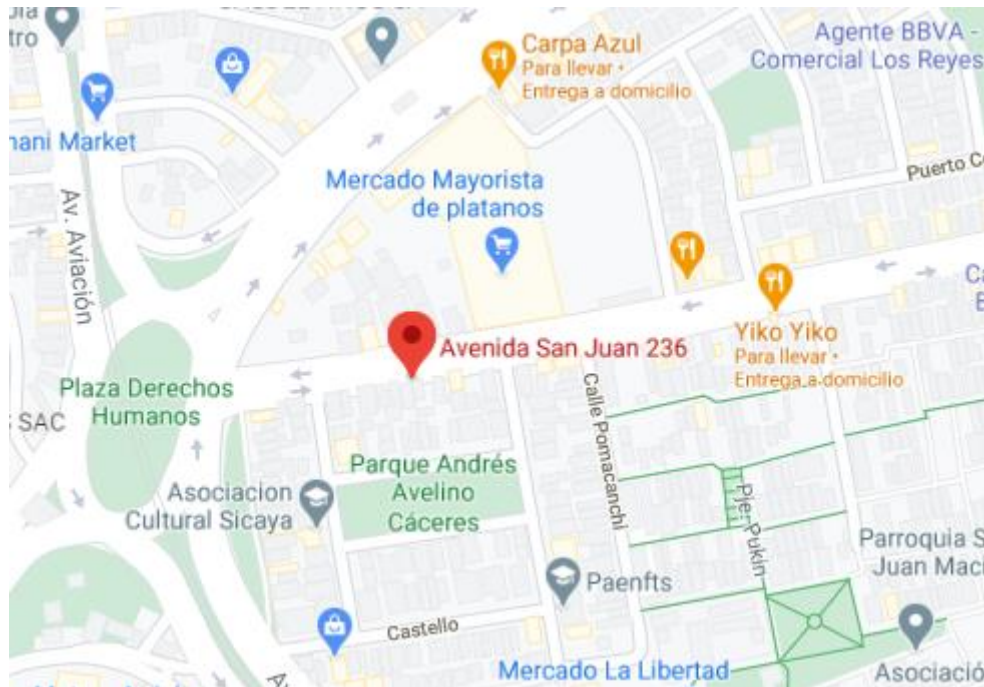 tro
Carpa Azul
Para llevar •
Entrega a domicilio
Agente BBVA -
Comercial Los Reyes
nani Market
Mercado Mayorista
de platanos
Puerto C
Av. Aviación
Avenida San Juan 236
Yiko Yiko
Para llevar •
Entrega a domicilio
Plaza Derechos
Humanos
SAC
Calle Pomacanchi
Parque Andrés
Avelino
Cáceres
Asociacion
Cultural Sicaya
Pje. Pukin
Parroquia S
Juan Maci
Paenfts
Castello
Mercado La Libertad
Asociació